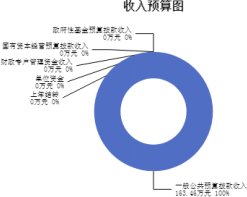 收入预算图
政府性基金预算拨款收入
0万元 0%
国有资本经营预算拨款收入
0万元 0%
财政专户管理资金收入
0万元 0%
单位资金
0万元 0%
上年结转
0万元 0%
一般公共预算拨款收入
163.46万元 100%